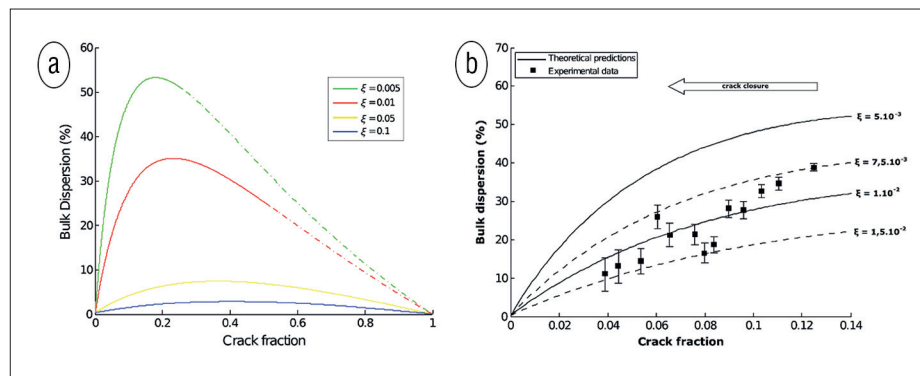 a
60
50
40
30
20
10
0
Bulk Dispersion (%)
0
0.2
0.4
0.6
0.8
1
Crack fraction
ξ = 0.005
ξ = 0.01
ξ = 0.05
ξ = 0.1
b
70
60
50
40
30
20
10
0
Bulk dispersion (%)
0
0.02
0.04
0.06
0.08
0.1
0.12
0.14
Crack fraction
Theoretical predictions
Experimental data
crack closure
ξ = 5.10⁻³
ξ = 7,5.10⁻³
ξ = 1.10⁻²
ξ = 1,5.10⁻²